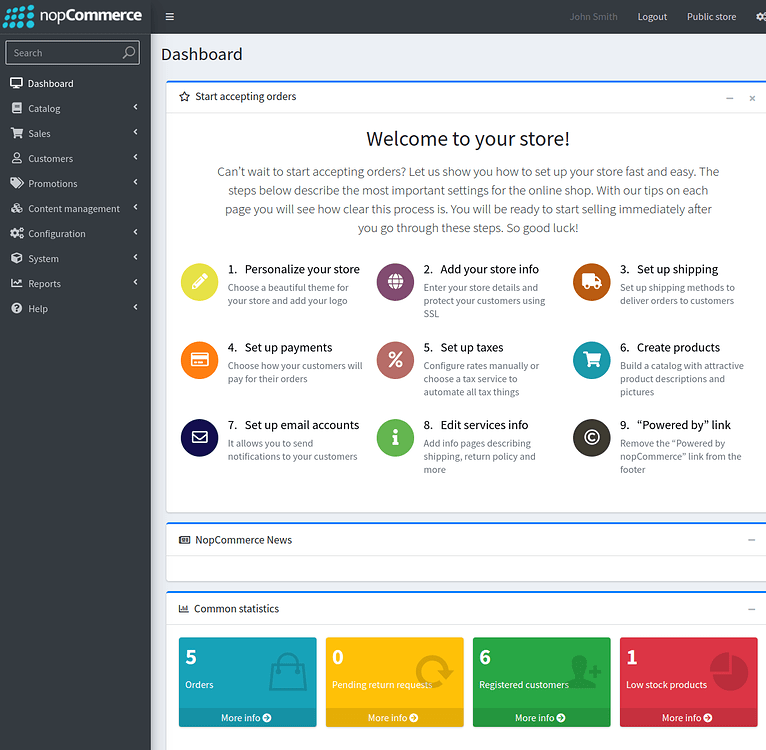 nopCommerce
John Smith
Logout
Public store
Search
Dashboard
Catalog
Sales
Customers
Promotions
Content management
Configuration
System
Reports
Help
Dashboard
Start accepting orders
Welcome to your store!
Can't wait to start accepting orders? Let us show you how to set up your store fast and easy. The
steps below describe the most important settings for the online shop. With our tips on each
page you will see how clear this process is. You will be ready to start selling immediately after
you go through these steps. So good luck!
1. Personalize your store
Choose a beautiful theme for
your store and add your logo
2. Add your store info
Enter your store details and
protect your customers using
SSL
3. Set up shipping
Set up shipping methods to
deliver orders to customers
4. Set up payments
Choose how your customers will
pay for their orders
5. Set up taxes
Configure rates manually or
choose a tax service to
automate all tax things
6. Create products
Build a catalog with attractive
product descriptions and
pictures
7. Set up email accounts
It allows you to send
notifications to your customers
8. Edit services info
Add info pages describing
shipping, return policy and
more
9. “Powered by” link
Remove the “Powered by
nopCommerce” link from the
footer
NopCommerce News
Common statistics
5
Orders
More info
0
Pending return requests
More info
6
Registered customers
More info
1
Low stock products
More info